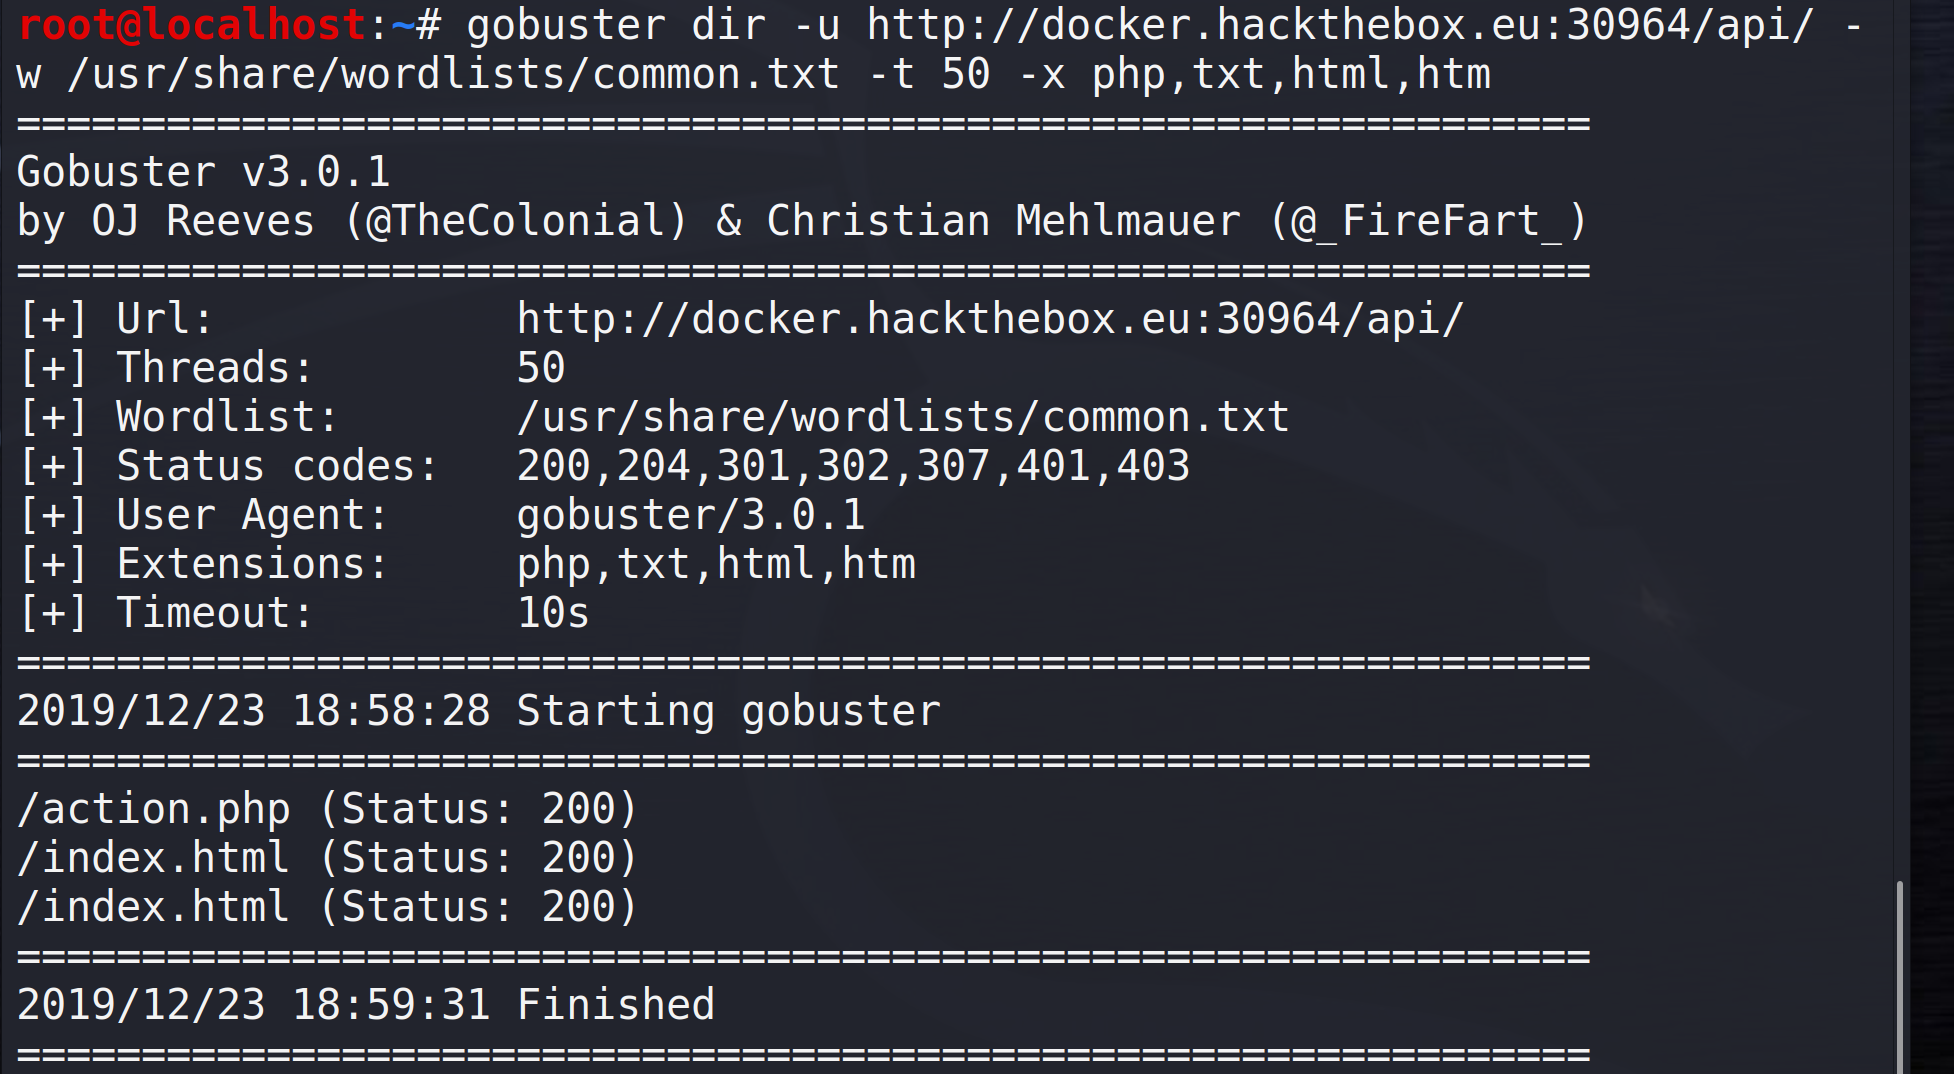 root@localhost:~# gobuster dir -u http://docker.hackthebox.eu:30964/api/ -
w /usr/share/wordlists/common.txt -t 50 -x php,txt,html,htm
===============================================================
Gobuster v3.0.1
by OJ Reeves (@TheColonial) & Christian Mehlmauer (@_FireFart_)
===============================================================
[+] Url:            http://docker.hackthebox.eu:30964/api/
[+] Threads:        50
[+] Wordlist:       /usr/share/wordlists/common.txt
[+] Status codes:   200,204,301,302,307,401,403
[+] User Agent:     gobuster/3.0.1
[+] Extensions:     php,txt,html,htm
[+] Timeout:        10s
===============================================================
2019/12/23 18:58:28 Starting gobuster
===============================================================
/action.php (Status: 200)
/index.html (Status: 200)
/index.html (Status: 200)
===============================================================
2019/12/23 18:59:31 Finished
===============================================================